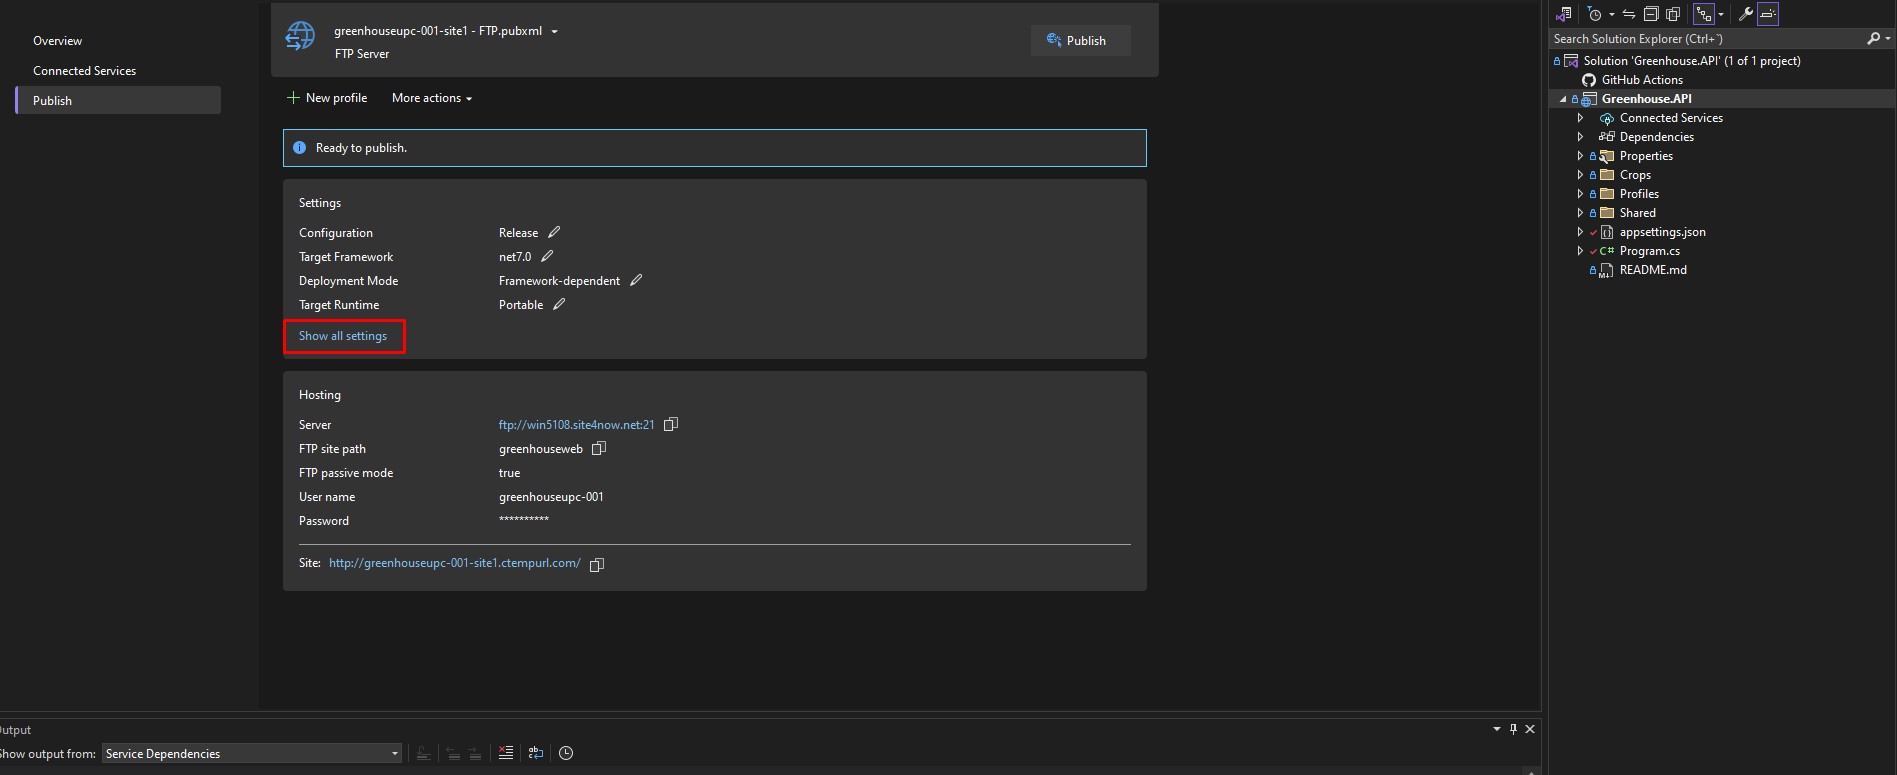 Overview
Connected Services
Publish
greenhouseupc-001-site1 - FTP.pubxml
FTP Server
Publish
New profile
More actions
Ready to publish.
Settings
Configuration Release
Target Framework net7.0
Deployment Mode Framework-dependent
Target Runtime Portable
Show all settings
Hosting
Server ftp://win5108.site4now.net:21
FTP site path greenhouseweb
FTP passive mode true
User name greenhouseupc-001
Password **********
Site: http://greenhouseupc-001-site1.ctempurl.com/
utput
how output from: Service Dependencies
Search Solution Explorer (Ctrl+¨)
Solution 'Greenhouse.API' (1 of 1 project)
GitHub Actions
Greenhouse.API
Connected Services
Dependencies
Properties
Crops
Profiles
Shared
appsettings.json
C# Program.cs
README.md